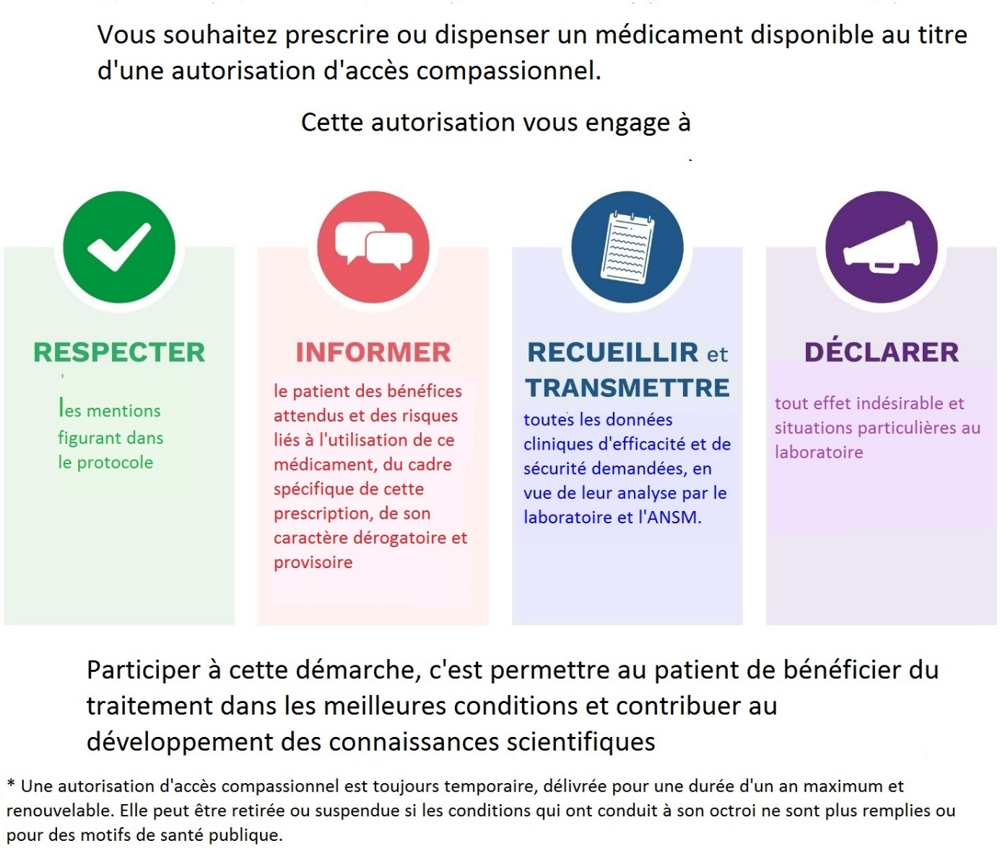 Vous souhaitez prescrire ou dispenser un médicament disponible au titre
d'une autorisation d'accès compassionnel.
Cette autorisation vous engage à
RESPECTER
les mentions
figurant dans
le protocole
INFORMER
le patient des bénéfices
attendus et des risques
liés à l'utilisation de ce
médicament, du cadre
spécifique de cette
prescription, de son
caractère dérogatoire et
provisoire
RECUEILLIR et
TRANSMETTRE
toutes les données
cliniques d'efficacité et de
sécurité demandées, en
vue de leur analyse par le
laboratoire et l'ANSM.
DÉCLARER
tout effet indésirable et
situations particulières au
laboratoire
Participer à cette démarche, c'est permettre au patient de bénéficier du
traitement dans les meilleures conditions et contribuer au
développement des connaissances scientifiques
* Une autorisation d'accès compassionnel est toujours temporaire, délivrée pour une durée d'un an maximum et
renouvelable. Elle peut être retirée ou suspendue si les conditions qui ont conduit à son octroi ne sont plus remplies ou
pour des motifs de santé publique.